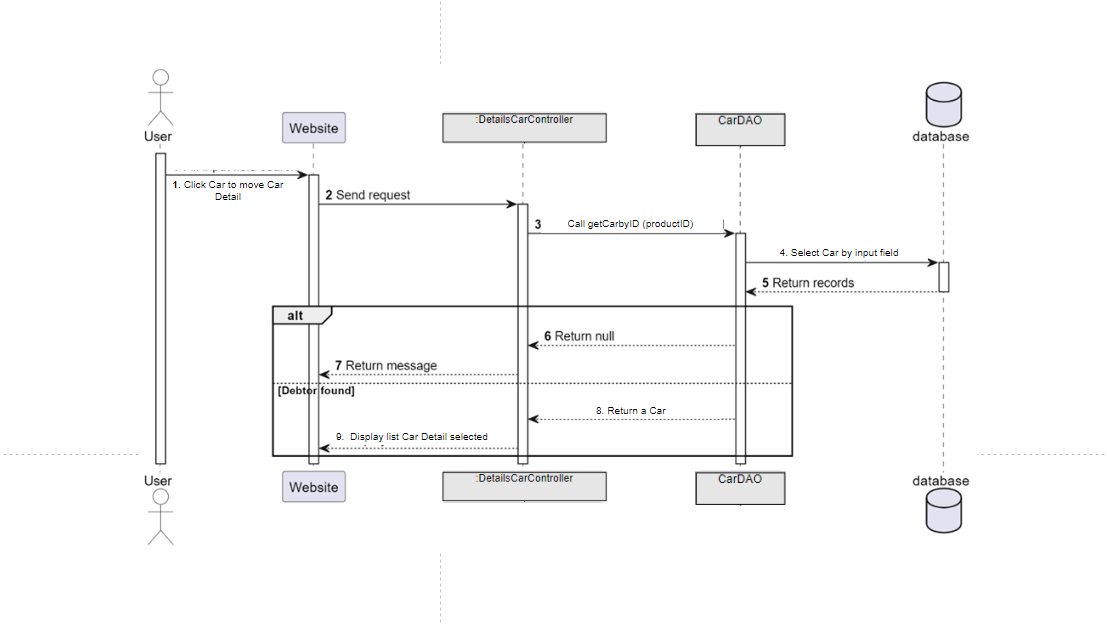 User
Website
:DetailsCarController
CarDAO
database
1. Click Car to move Car
Detail
2 Send request
3 Call getCarbyID (productID)
4. Select Car by input field
5 Return records
alt
6 Return null
7 Return message
[Debtor found]
8. Return a Car
9. Display list Car Detail selected
User
Website
:DetailsCarController
CarDAO
database